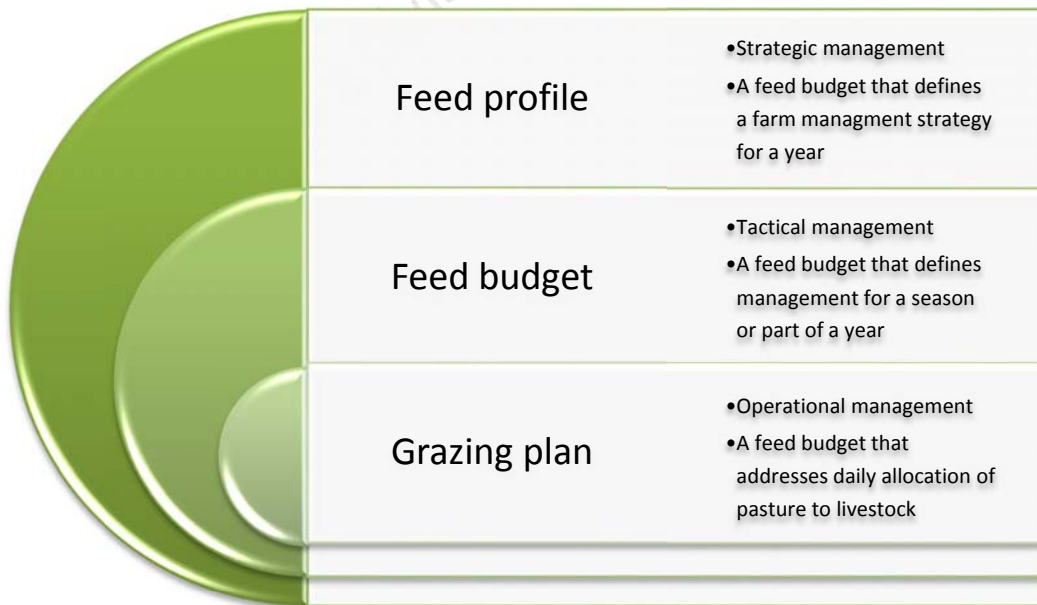 Feed profile
•Strategic management
•A feed budget that defines
a farm managment strategy
for a year
Feed budget
•Tactical management
•A feed budget that defines
management for a season
or part of a year
Grazing plan
•Operational management
•A feed budget that
addresses daily allocation of
pasture to livestock